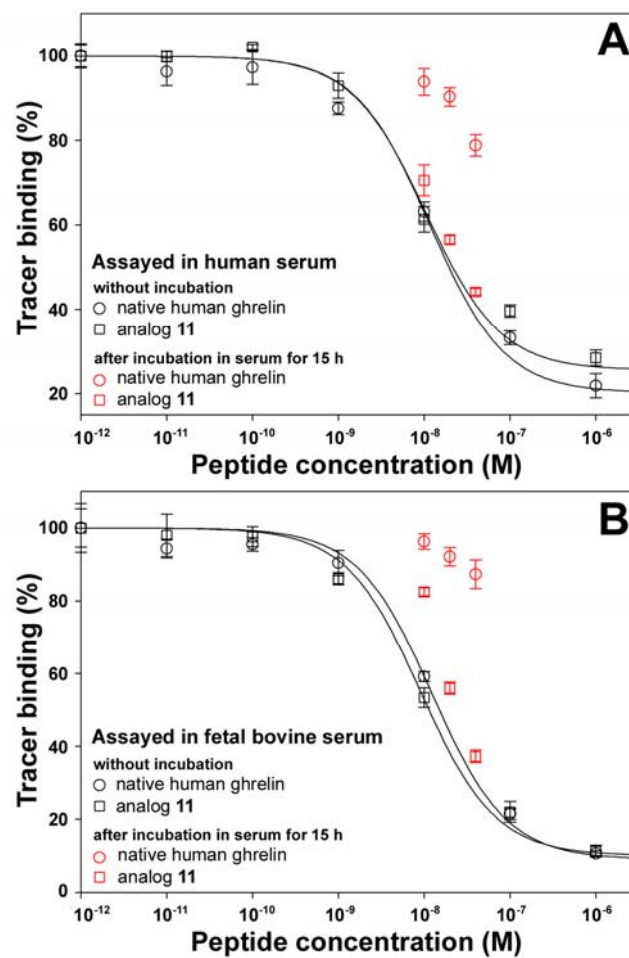 A
100
80
60
40
20
Tracer binding (%)
Assayed in human serum
without incubation
native human ghrelin
analog 11
after incubation in serum for 15 h
native human ghrelin
analog 11
10⁻¹² 10⁻¹¹ 10⁻¹⁰ 10⁻⁹ 10⁻⁸ 10⁻⁷ 10⁻⁶
Peptide concentration (M)
B
100
80
60
40
20
0
Tracer binding (%)
Assayed in fetal bovine serum
without incubation
native human ghrelin
analog 11
after incubation in serum for 15 h
native human ghrelin
analog 11
10⁻¹² 10⁻¹¹ 10⁻¹⁰ 10⁻⁹ 10⁻⁸ 10⁻⁷ 10⁻⁶
Peptide concentration (M)